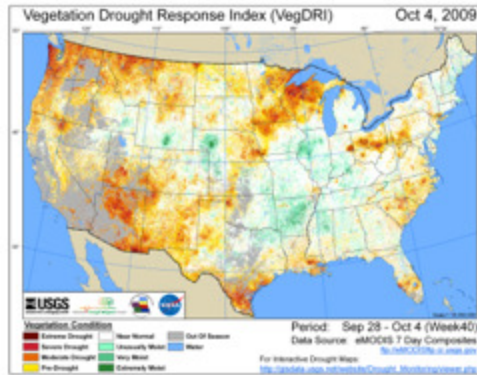 Vegetation Drought Response Index (VegDRI) Oct 4, 2009
USGS
NASA
Vegetation Condition
Extreme Drought
Severe Drought
Moderate Drought
Pre-Drought
Near Normal
Unusually Moist
Very Moist
Extremely Moist
Out Of Season
Water
Period: Sep 28 - Oct 4 (Week40)
Data Source: eMODIS 7 Day Composites
For Interactive Drought Maps: